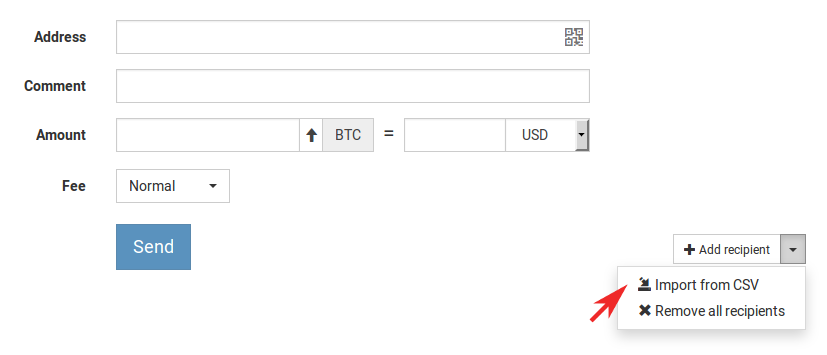 Address
Comment
Amount BTC = USD
Fee Normal
Send Add recipient
Import from CSV
Remove all recipients